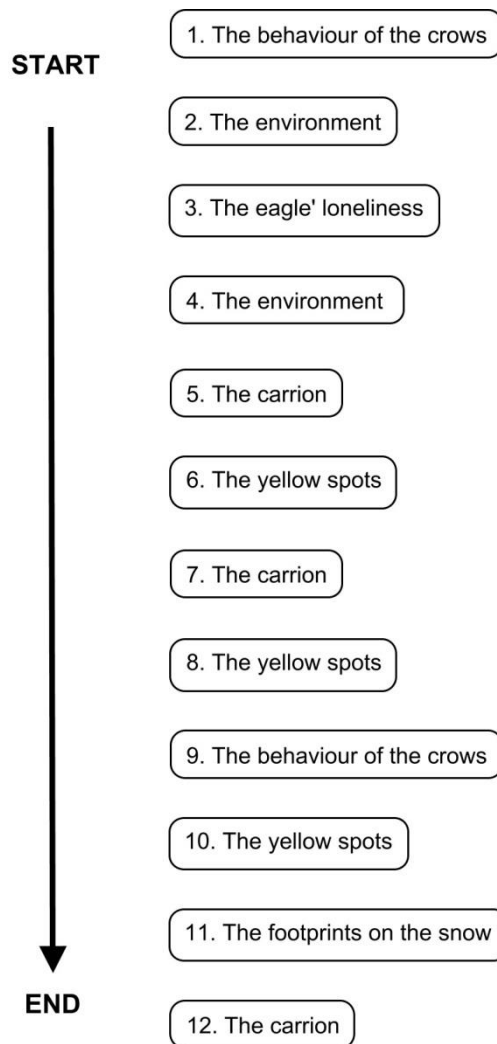 1. The behaviour of the crows
START
2. The environment
3. The eagle' loneliness
4. The environment
5. The carrion
6. The yellow spots
7. The carrion
8. The yellow spots
9. The behaviour of the crows
10. The yellow spots
11. The footprints on the snow
END
12. The carrion